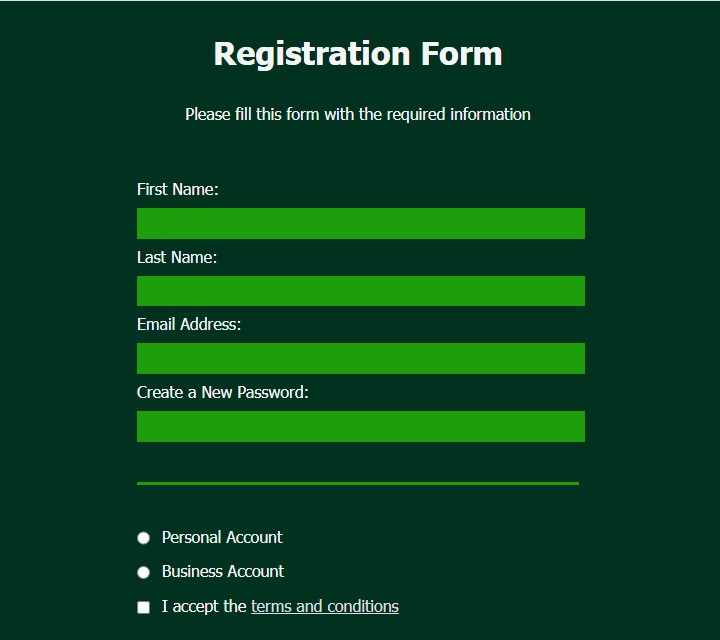 Registration Form
Please fill this form with the required information
First Name:
Last Name:
Email Address:
Create a New Password:
Personal Account
Business Account
I accept the terms and conditions